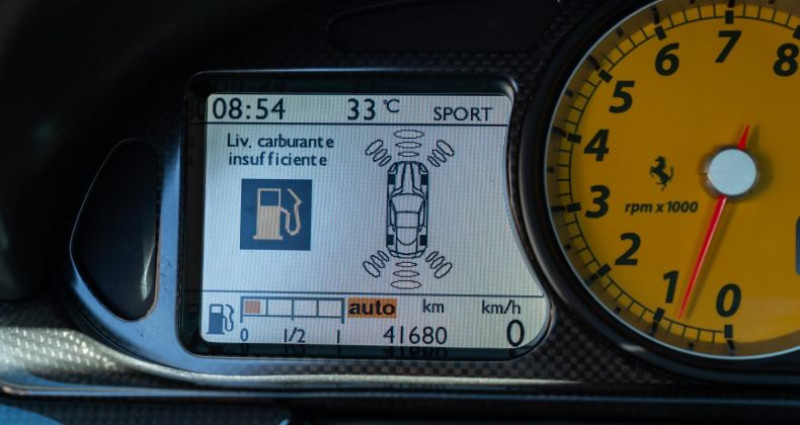 08:54 33 °C SPORT
Liv. carburante
insufficiente
auto km km/h
0 1/2 1 41680 0
8
7
6
5
4
3
rpm x 1000
2
1
0